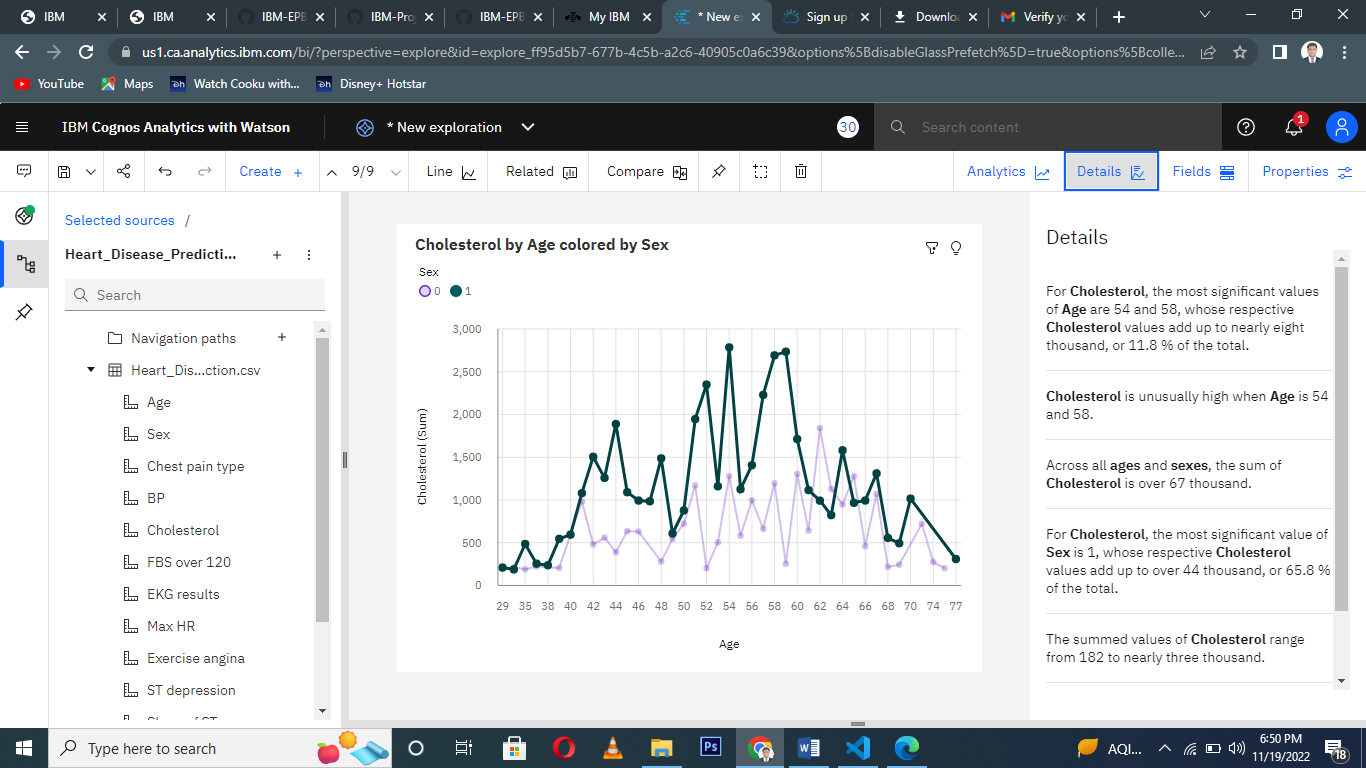 IBM
IBM
IBM-EPB
IBM-Proj
IBM-EPB
My IBM
* New ex
Sign up f
Downloa
Verify yo
us1.ca.analytics.ibm.com/bi/?perspective=explore&id=explore_ff95d5b7-677b-4c5b-a2c6-40905c0a6c39&options%5BdisableGlassPrefetch%5D=true&options%5Bcolle...
YouTube
Maps
Watch Cooku with...
Disney+ Hotstar
IBM Cognos Analytics with Watson
* New exploration
30
Search content
1
Create +
9/9
Line
Related
Compare
Analytics
Details
Fields
Properties
Selected sources /
Heart_Disease_Predicti...
Search
Navigation paths
Heart_Dis...ction.csv
Age
Sex
Chest pain type
BP
Cholesterol
FBS over 120
EKG results
Max HR
Exercise angina
ST depression
Cholesterol by Age colored by Sex
Sex
0 1
3,000
2,500
2,000
1,500
1,000
500
0
Cholesterol (Sum)
29 35 38 40 42 44 46 48 50 52 54 56 58 60 62 64 66 68 70 74 77
Age
Details
For Cholesterol, the most significant values
of Age are 54 and 58, whose respective
Cholesterol values add up to nearly eight
thousand, or 11.8 % of the total.
Cholesterol is unusually high when Age is 54
and 58.
Across all ages and sexes, the sum of
Cholesterol is over 67 thousand.
For Cholesterol, the most significant value of
Sex is 1, whose respective Cholesterol
values add up to over 44 thousand, or 65.8 %
of the total.
The summed values of Cholesterol range
from 182 to nearly three thousand.
Type here to search
Ps
AQI...
6:50 PM
11/19/2022
18